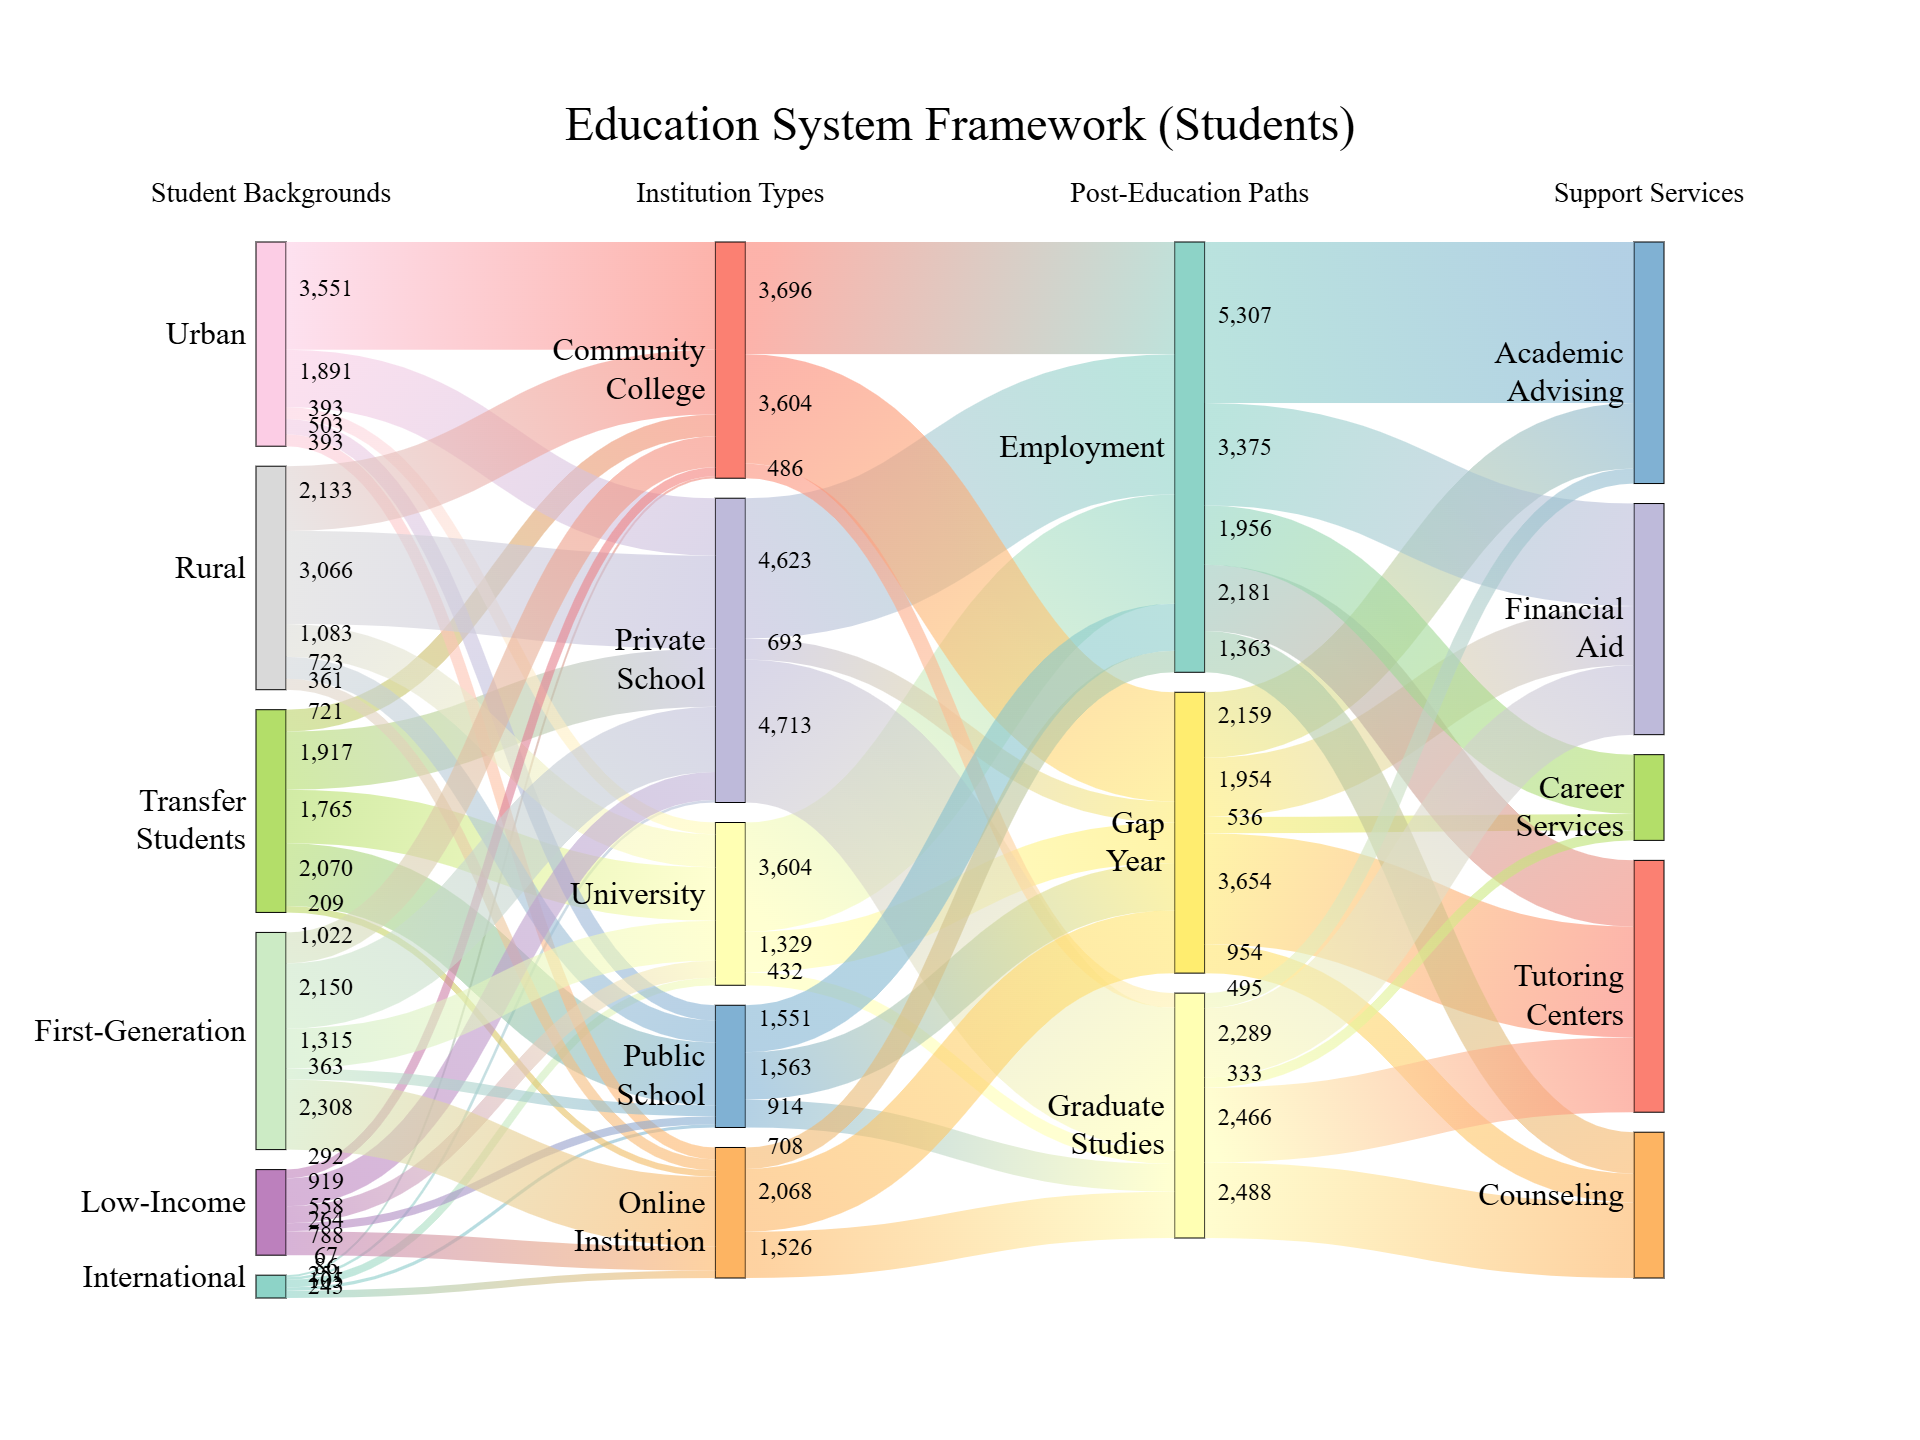 Education System Framework (Students)
Student Backgrounds
Institution Types
Post-Education Paths
Support Services
Urban
3,551
1,891
393
503
393
Rural
2,133
3,066
1,083
723
361
Transfer
Students
721
1,917
1,765
2,070
209
First-Generation
1,022
2,150
1,315
363
2,308
Low-Income
292
919
558
264
788
International
67
243
Community
College
3,696
3,604
486
Private
School
4,623
693
4,713
University
3,604
1,329
432
Public
School
1,551
1,563
914
Online
Institution
708
2,068
1,526
Employment
5,307
3,375
1,956
2,181
1,363
Gap
Year
2,159
1,954
536
3,654
954
Graduate
Studies
495
2,289
333
2,466
2,488
Academic
Advising
Financial
Aid
Career
Services
Tutoring
Centers
Counseling